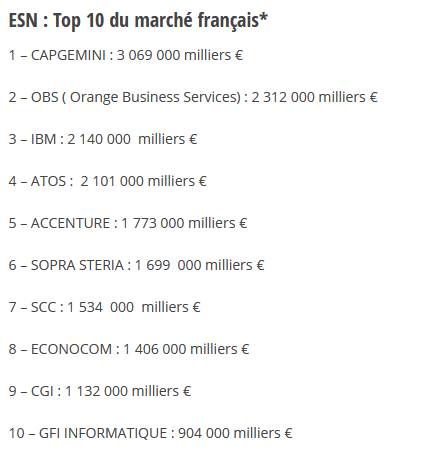 ESN : Top 10 du marché français*
1 – CAPGEMINI : 3 069 000 milliers €
2 – OBS ( Orange Business Services) : 2 312 000 milliers €
3 – IBM : 2 140 000  milliers €
4 – ATOS :  2 101 000 milliers €
5 – ACCENTURE : 1 773 000 milliers €
6 – SOPRA STERIA : 1 699  000 milliers €
7 – SCC : 1 534  000  milliers €
8 – ECONOCOM : 1 406 000 milliers €
9 – CGI : 1 132 000 milliers €
10 – GFI INFORMATIQUE : 904 000 milliers €